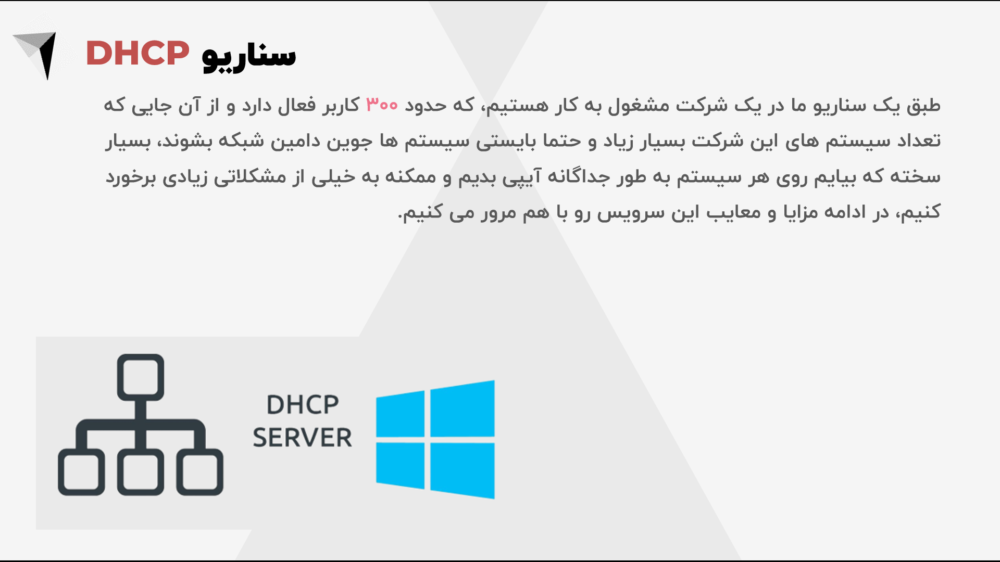 سناریو DHCP
طبق یک سناریو ما در یک شرکت مشغول به کار هستیم، که حدود ۳۰۰ کاربر فعال دارد و از آن جایی که
تعداد سیستم های این شرکت بسیار زیاد و حتما بایستی سیستم ها جوین دامین شبکه بشوند، بسیار
سخته که بیایم روی هر سیستم به طور جداگانه آیپی بدیم و ممکنه به خیلی از مشکلاتی زیادی برخورد
کنیم، در ادامه مزایا و معایب این سرویس رو با هم مرور می کنیم.
DHCP
SERVER